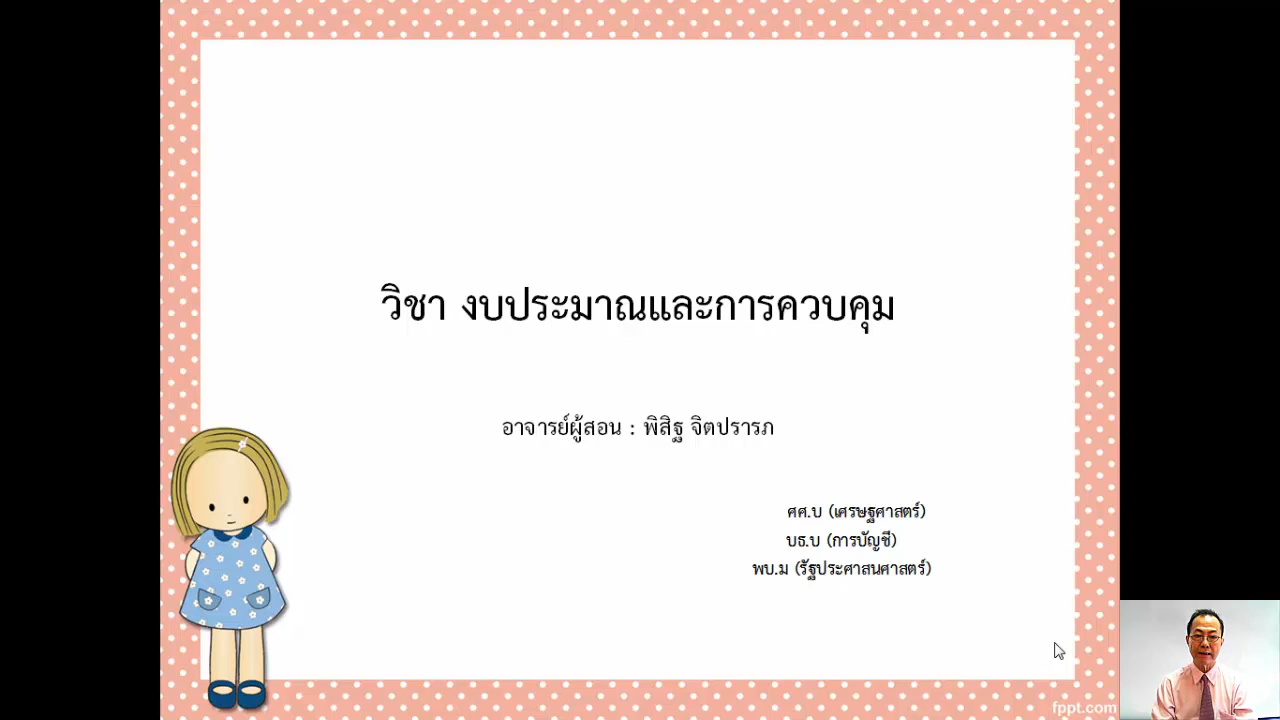 วิชา งบประมาณและการควบคุม
อาจารย์ผู้สอน : พิสิฐ จิตปรารภ
ศศ.บ (เศรษฐศาสตร์)
บธ.บ (การบัญชี)
พบ.ม (รัฐประศาสนศาสตร์)
fppt.com